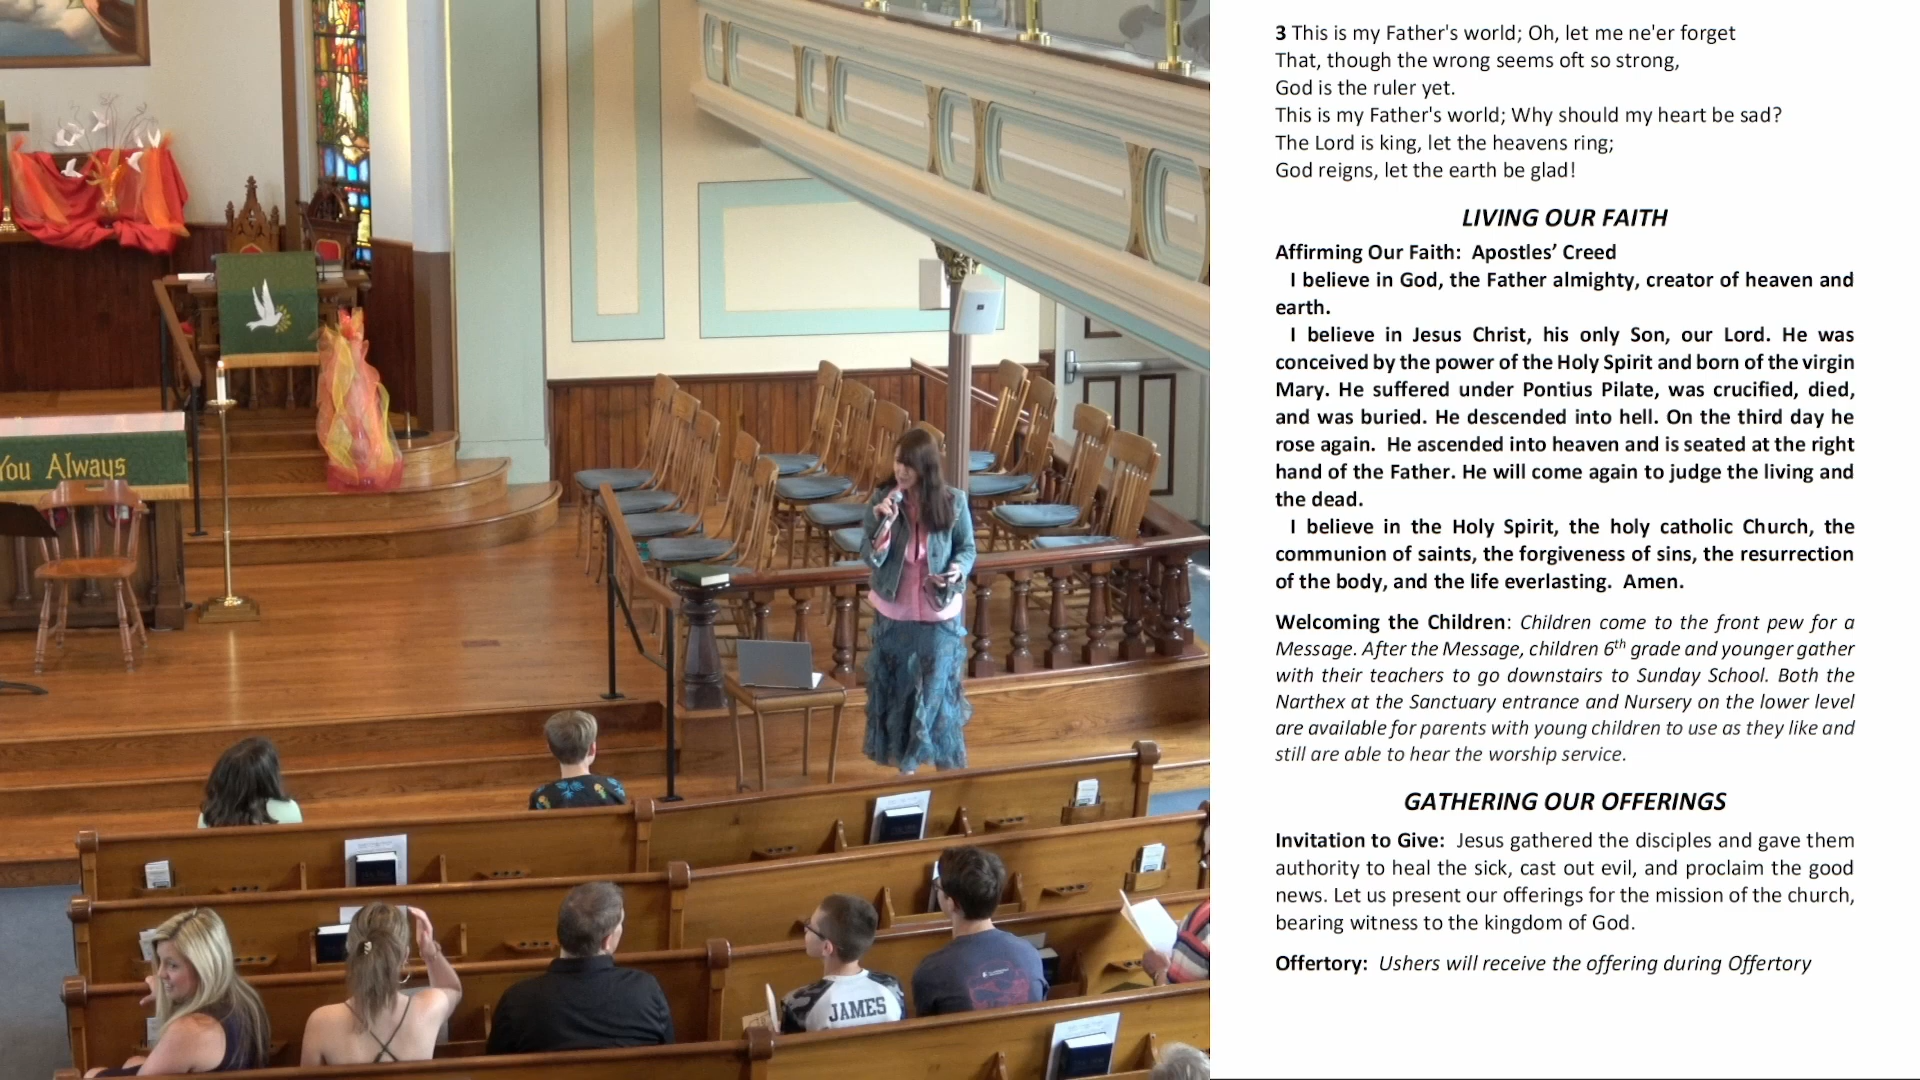 You Always
JAMES
3 This is my Father's world; Oh, let me ne'er forget
That, though the wrong seems oft so strong,
God is the ruler yet.
This is my Father's world; Why should my heart be sad?
The Lord is king, let the heavens ring;
God reigns, let the earth be glad!
LIVING OUR FAITH
Affirming Our Faith: Apostles’ Creed
I believe in God, the Father almighty, creator of heaven and
earth.
I believe in Jesus Christ, his only Son, our Lord. He was
conceived by the power of the Holy Spirit and born of the virgin
Mary. He suffered under Pontius Pilate, was crucified, died,
and was buried. He descended into hell. On the third day he
rose again. He ascended into heaven and is seated at the right
hand of the Father. He will come again to judge the living and
the dead.
I believe in the Holy Spirit, the holy catholic Church, the
communion of saints, the forgiveness of sins, the resurrection
of the body, and the life everlasting. Amen.
Welcoming the Children: Children come to the front pew for a
Message. After the Message, children 6th grade and younger gather
with their teachers to go downstairs to Sunday School. Both the
Narthex at the Sanctuary entrance and Nursery on the lower level
are available for parents with young children to use as they like and
still are able to hear the worship service.
GATHERING OUR OFFERINGS
Invitation to Give: Jesus gathered the disciples and gave them
authority to heal the sick, cast out evil, and proclaim the good
news. Let us present our offerings for the mission of the church,
bearing witness to the kingdom of God.
Offertory: Ushers will receive the offering during Offertory